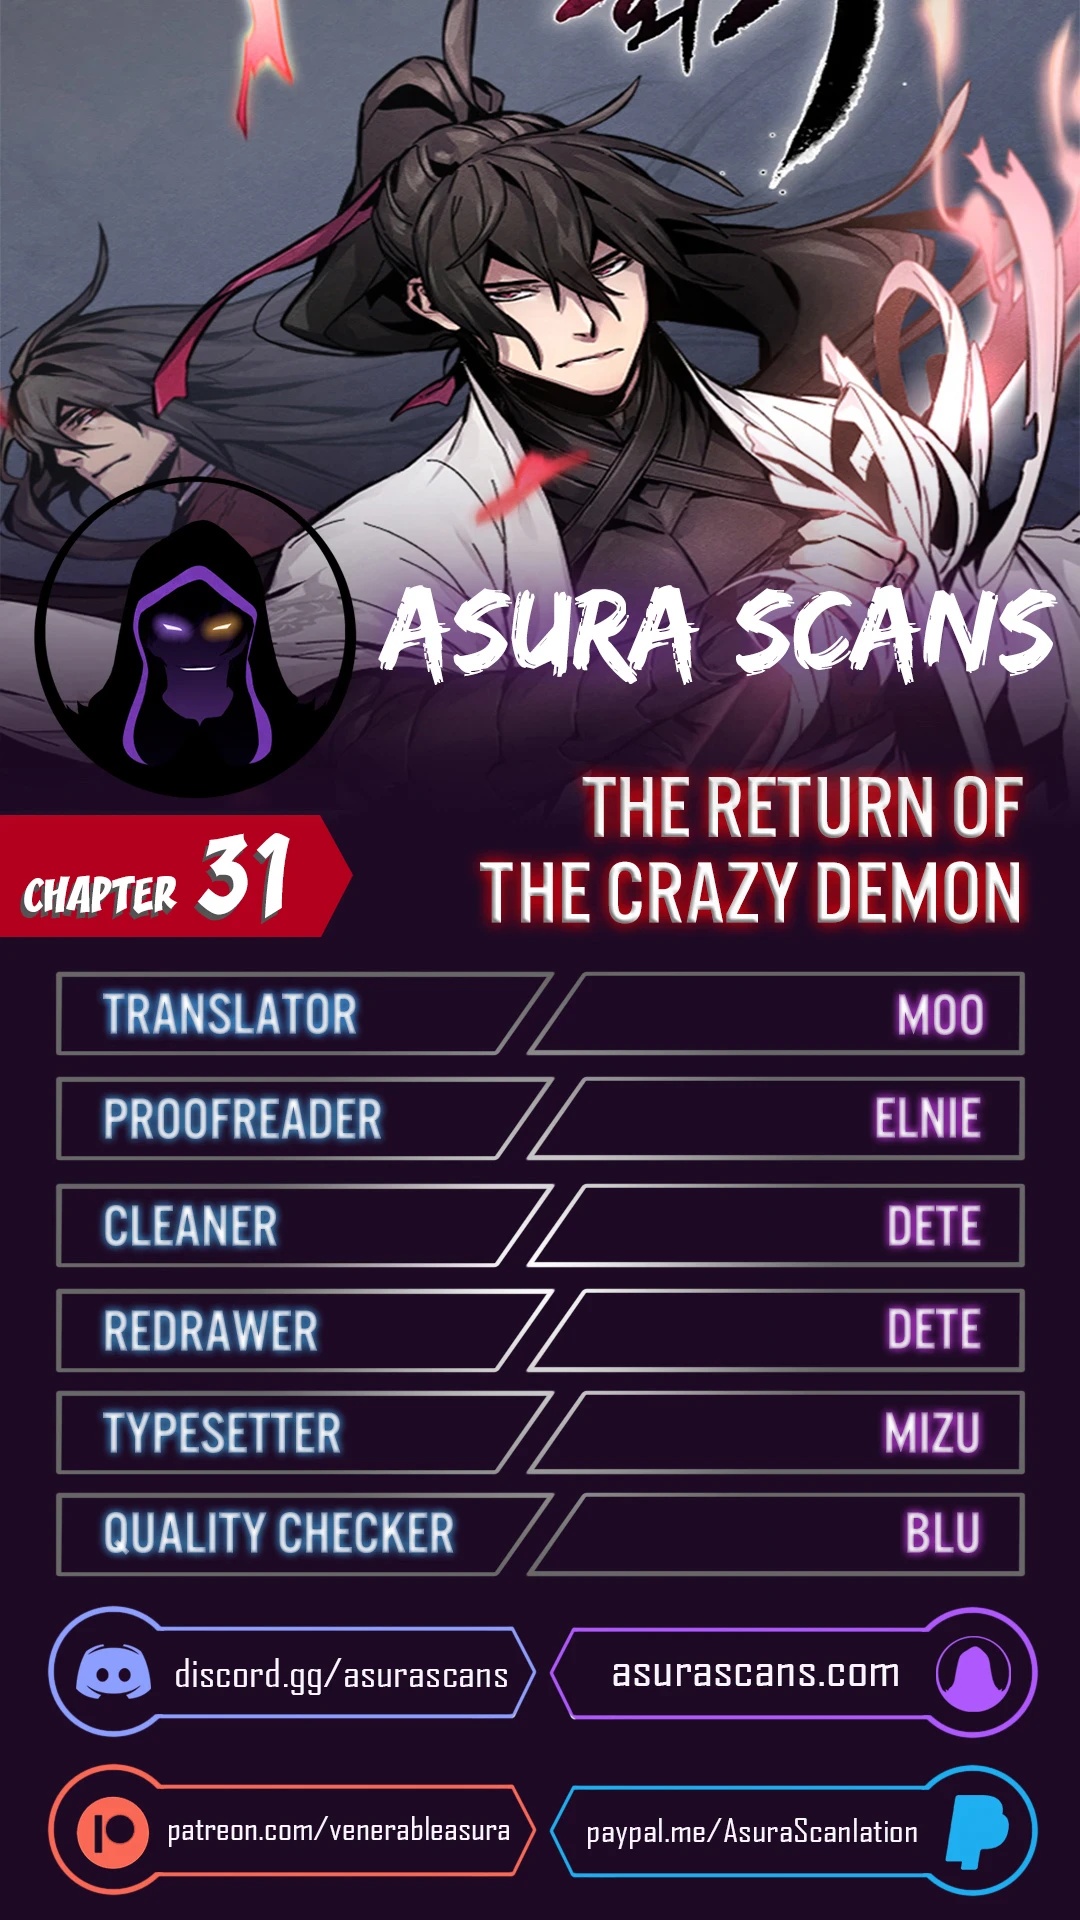 ASURA SCANS
THE RETURN OF
THE CRAZY DEMON
CHAPTER 31
TRANSLATOR MOO
PROOFREADER ELNIE
CLEANER DETE
REDRAWER DETE
TYPESETTER MIZU
QUALITY CHECKER BLU
discord.gg/asurascans
asurascans.com
patreon.com/venerableasura
paypal.me/AsuraScanlation